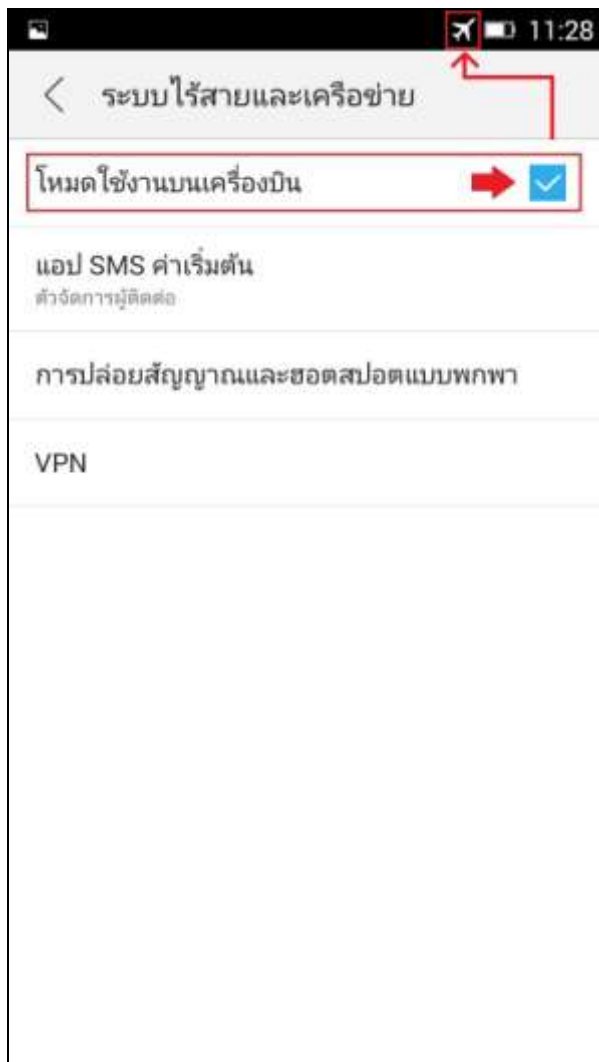 11:28
ระบบไร้สายและเครือข่าย
โหมดใช้งานบนเครื่องบิน
แอป SMS ค่าเริ่มต้น
ตัวจัดการผู้ติดต่อ
การปล่อยสัญญาณและฮอตสปอตแบบพกพา
VPN